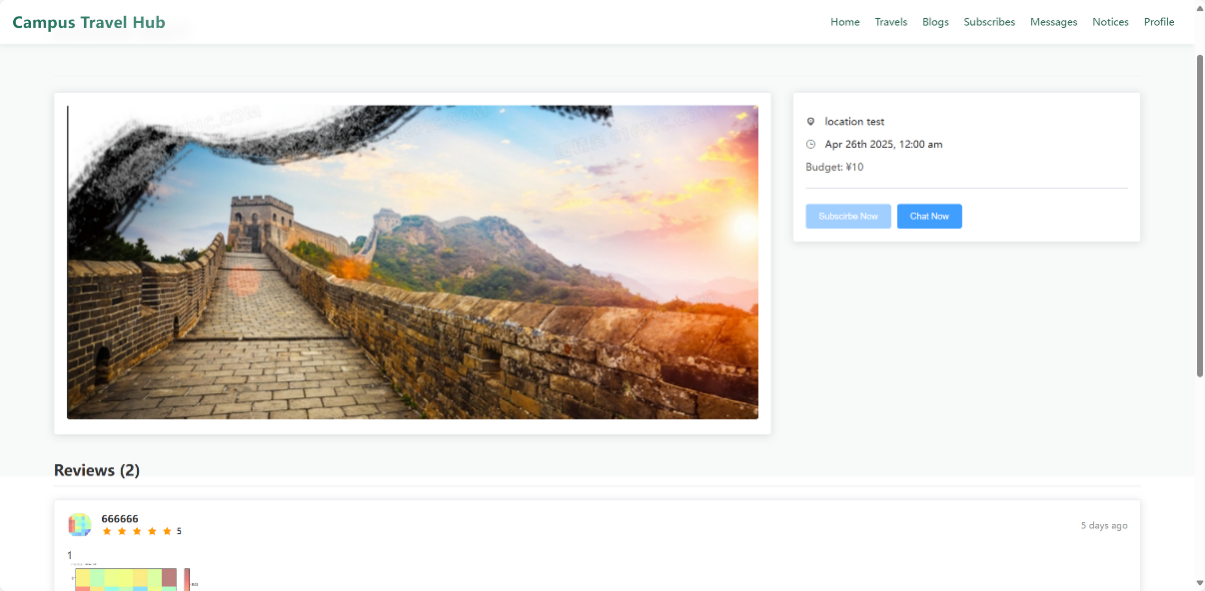 Campus Travel Hub
Home Travels Blogs Subscribes Messages Notices Profile
location test
Apr 26th 2025, 12:00 am
Budget: ¥10
Subscirbe Now Chat Now
Reviews (2)
666666
5
5 days ago
1